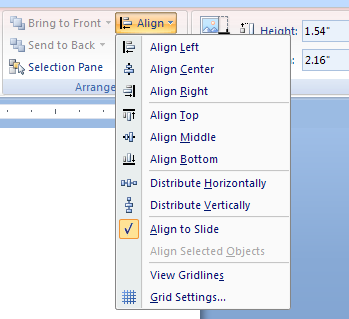 Bring to Front
Align
Height:
1.54"
Send to Back
2.16"
Selection Pane
Arrange
Align Left
Align Center
Align Right
Align Top
Align Middle
Align Bottom
Distribute Horizontally
Distribute Vertically
Align to Slide
Align Selected Objects
View Gridlines
Grid Settings...